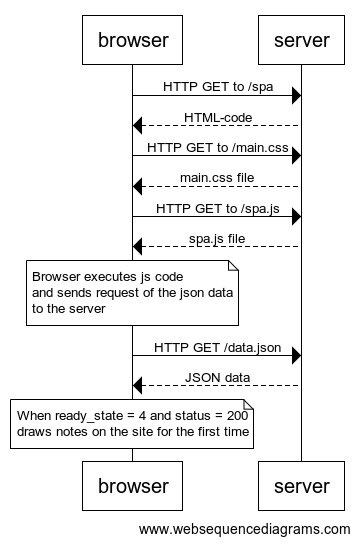 browser
server
HTTP GET to /spa
HTML-code
HTTP GET to /main.css
main.css file
HTTP GET to /spa.js
spa.js file
Browser executes js code
and sends request of the json data
to the server
HTTP GET /data.json
JSON data
When ready_state = 4 and status = 200
draws notes on the site for the first time
browser
server
www.websequencediagrams.com